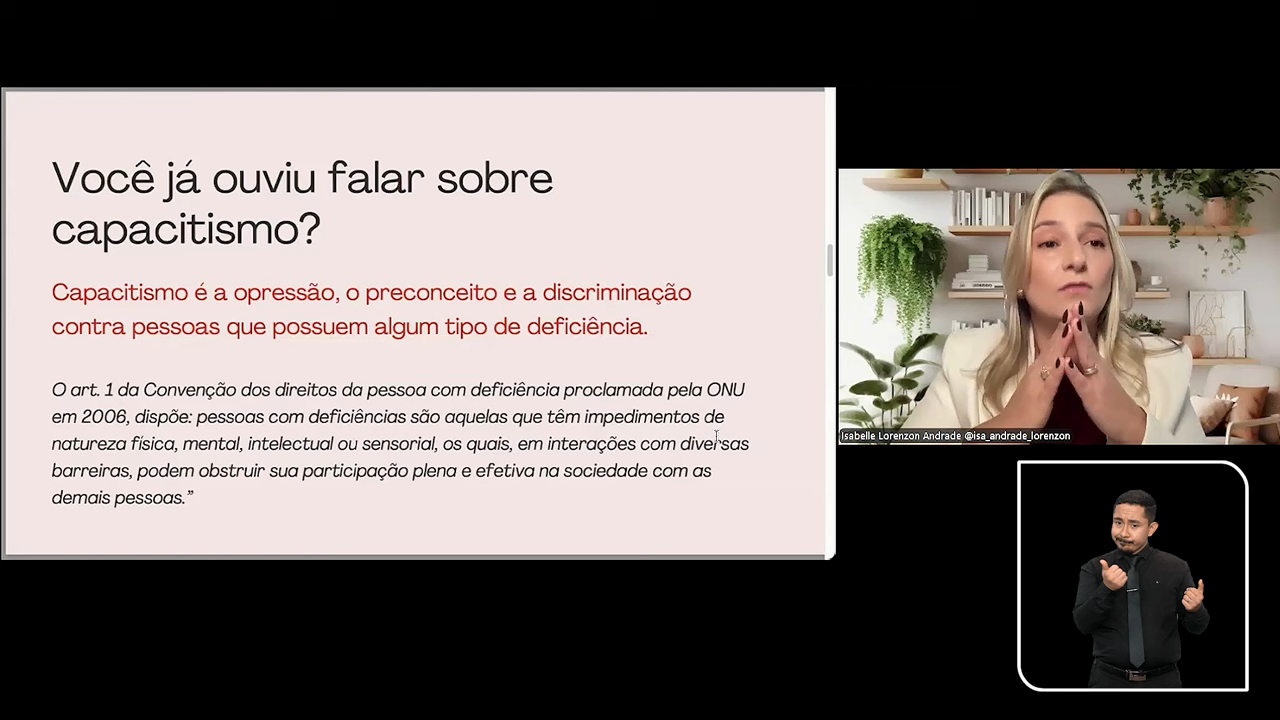 Você já ouviu falar sobre
capacitismo?
Capacitismo é a opressão, o preconceito e a discriminação
contra pessoas que possuem algum tipo de deficiência.
O art. 1 da Convenção dos direitos da pessoa com deficiência proclamada pela ONU
em 2006, dispõe: pessoas com deficiências são aquelas que têm impedimentos de
natureza física, mental, intelectual ou sensorial, os quais, em interações com diversas
barreiras, podem obstruir sua participação plena e efetiva na sociedade com as
demais pessoas.”
Isabelle Lorenzon Andrade @isa_andrade_lorenzon